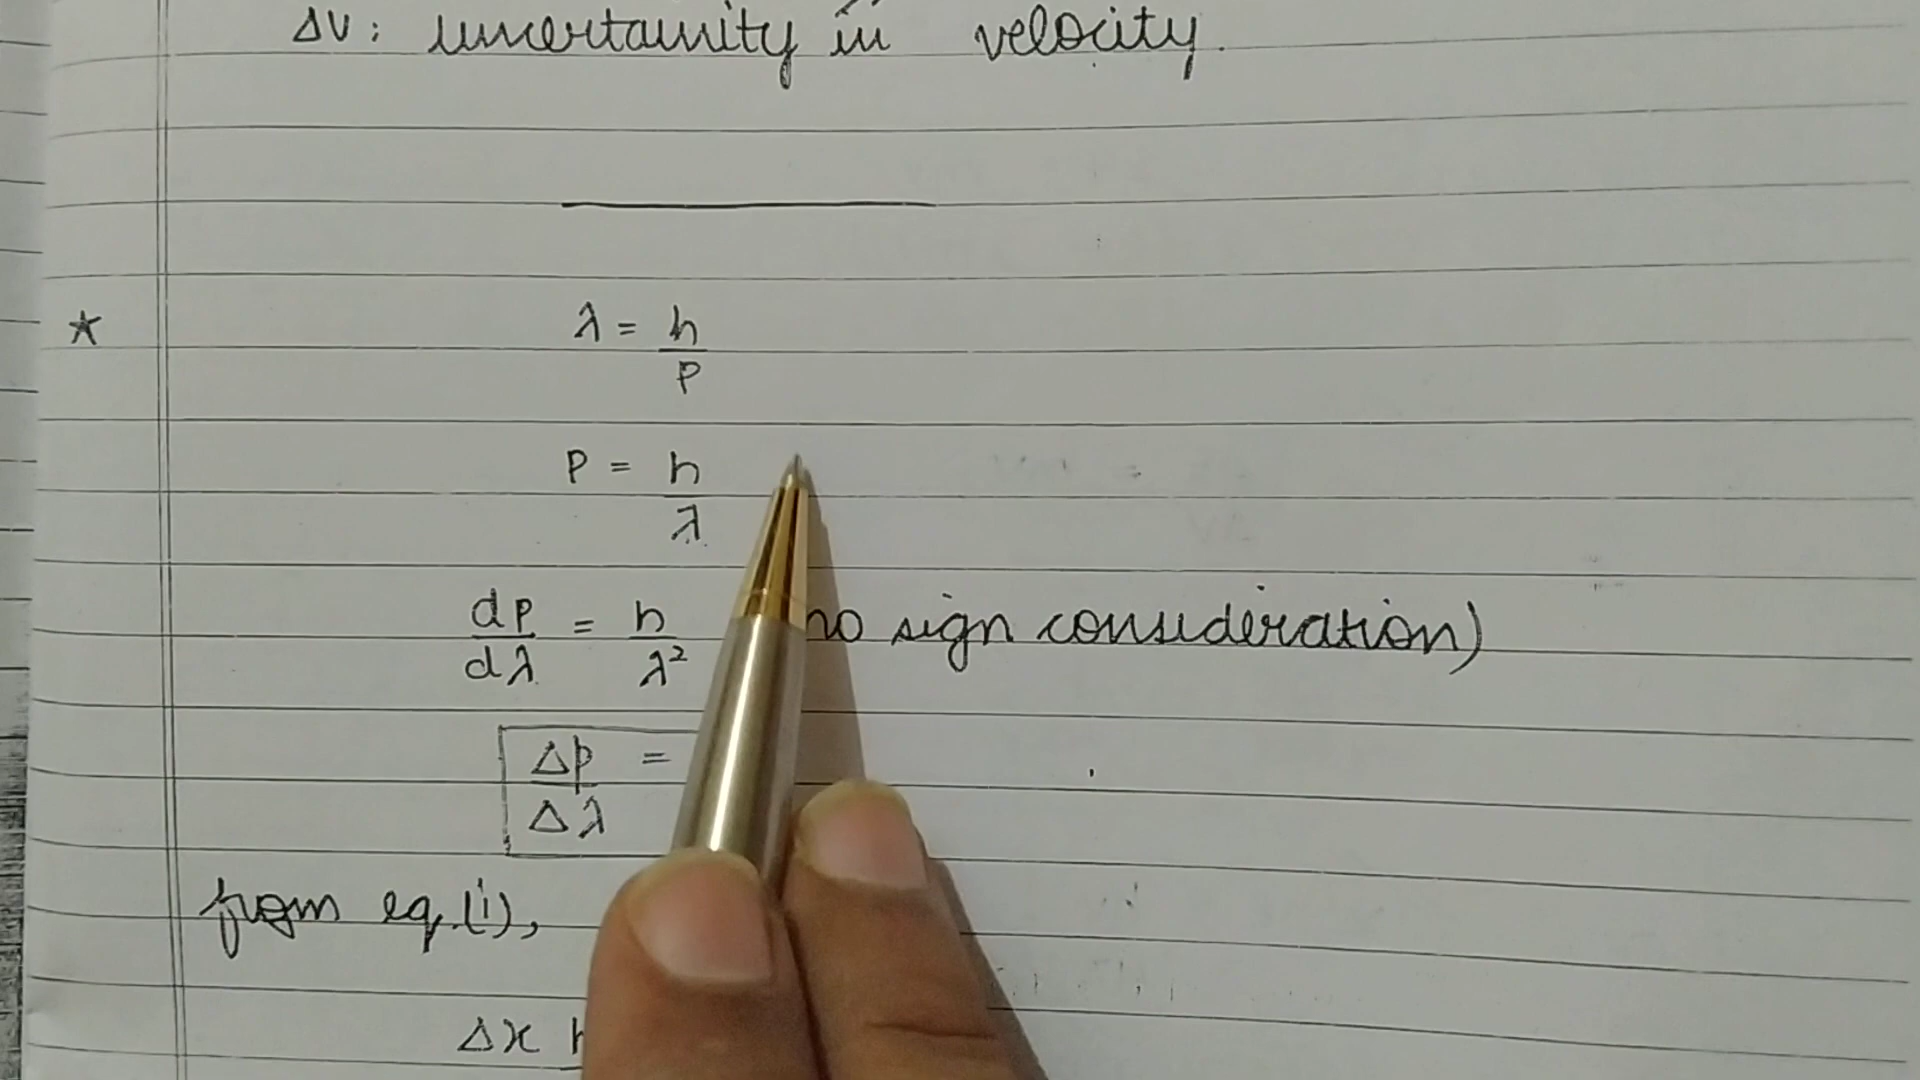 ΔV: uncertainity in velocity.
★ λ = h/P
P = h/λ
dp/dλ = h/λ² no sign consideration)
Δp/Δλ =
from eq.(i),
Δx